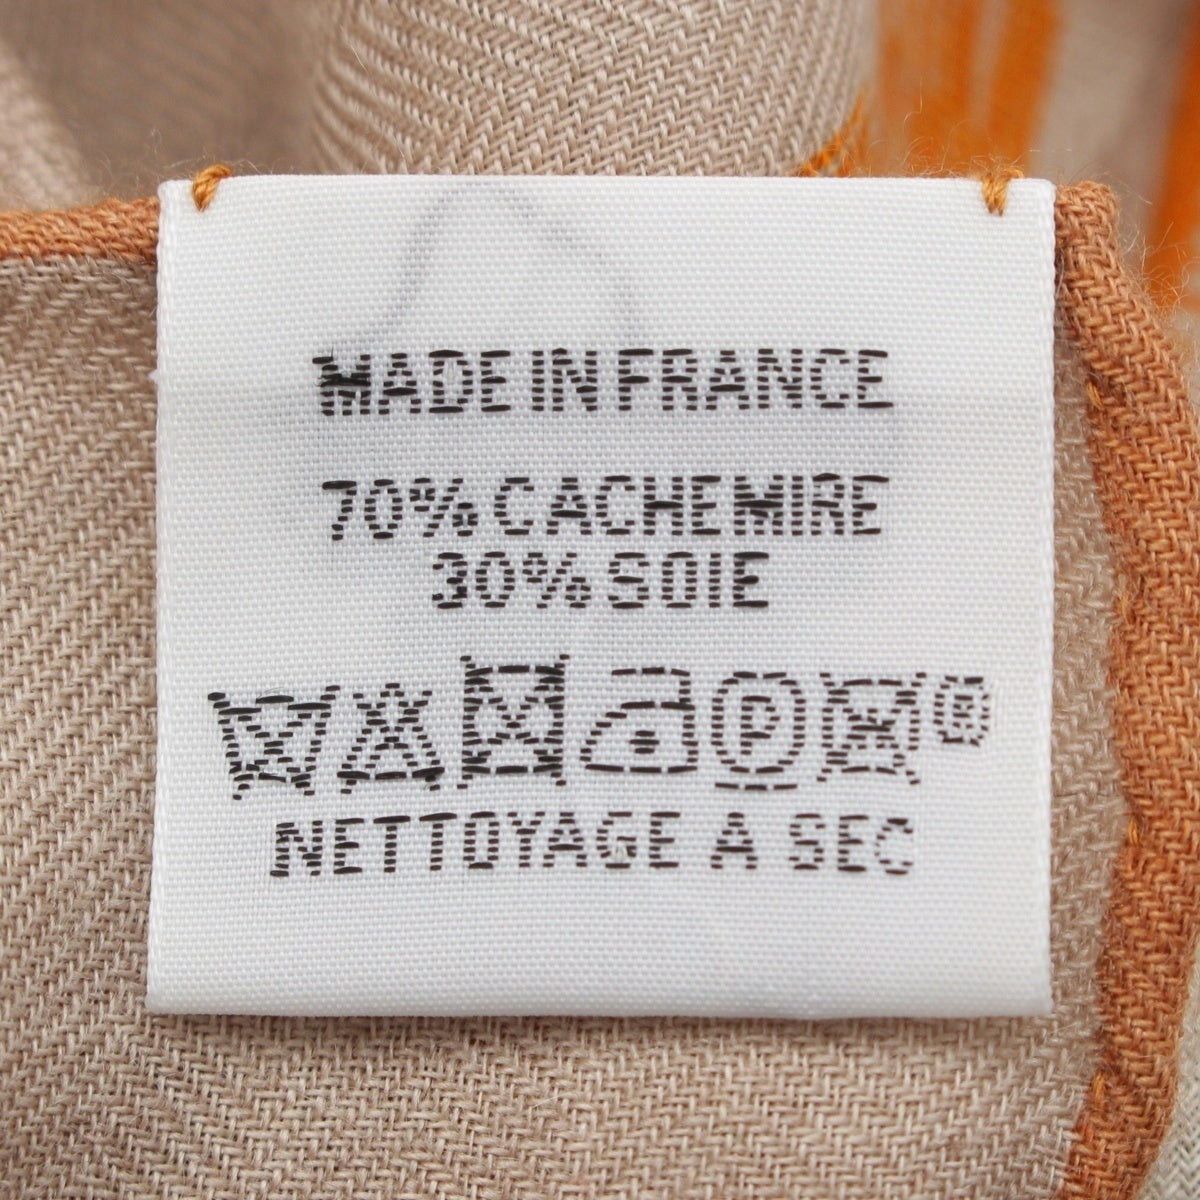 MADE IN FRANCE
70% CACHEMIRE
30% SOIE
P ®
NETTOYAGE A SEC